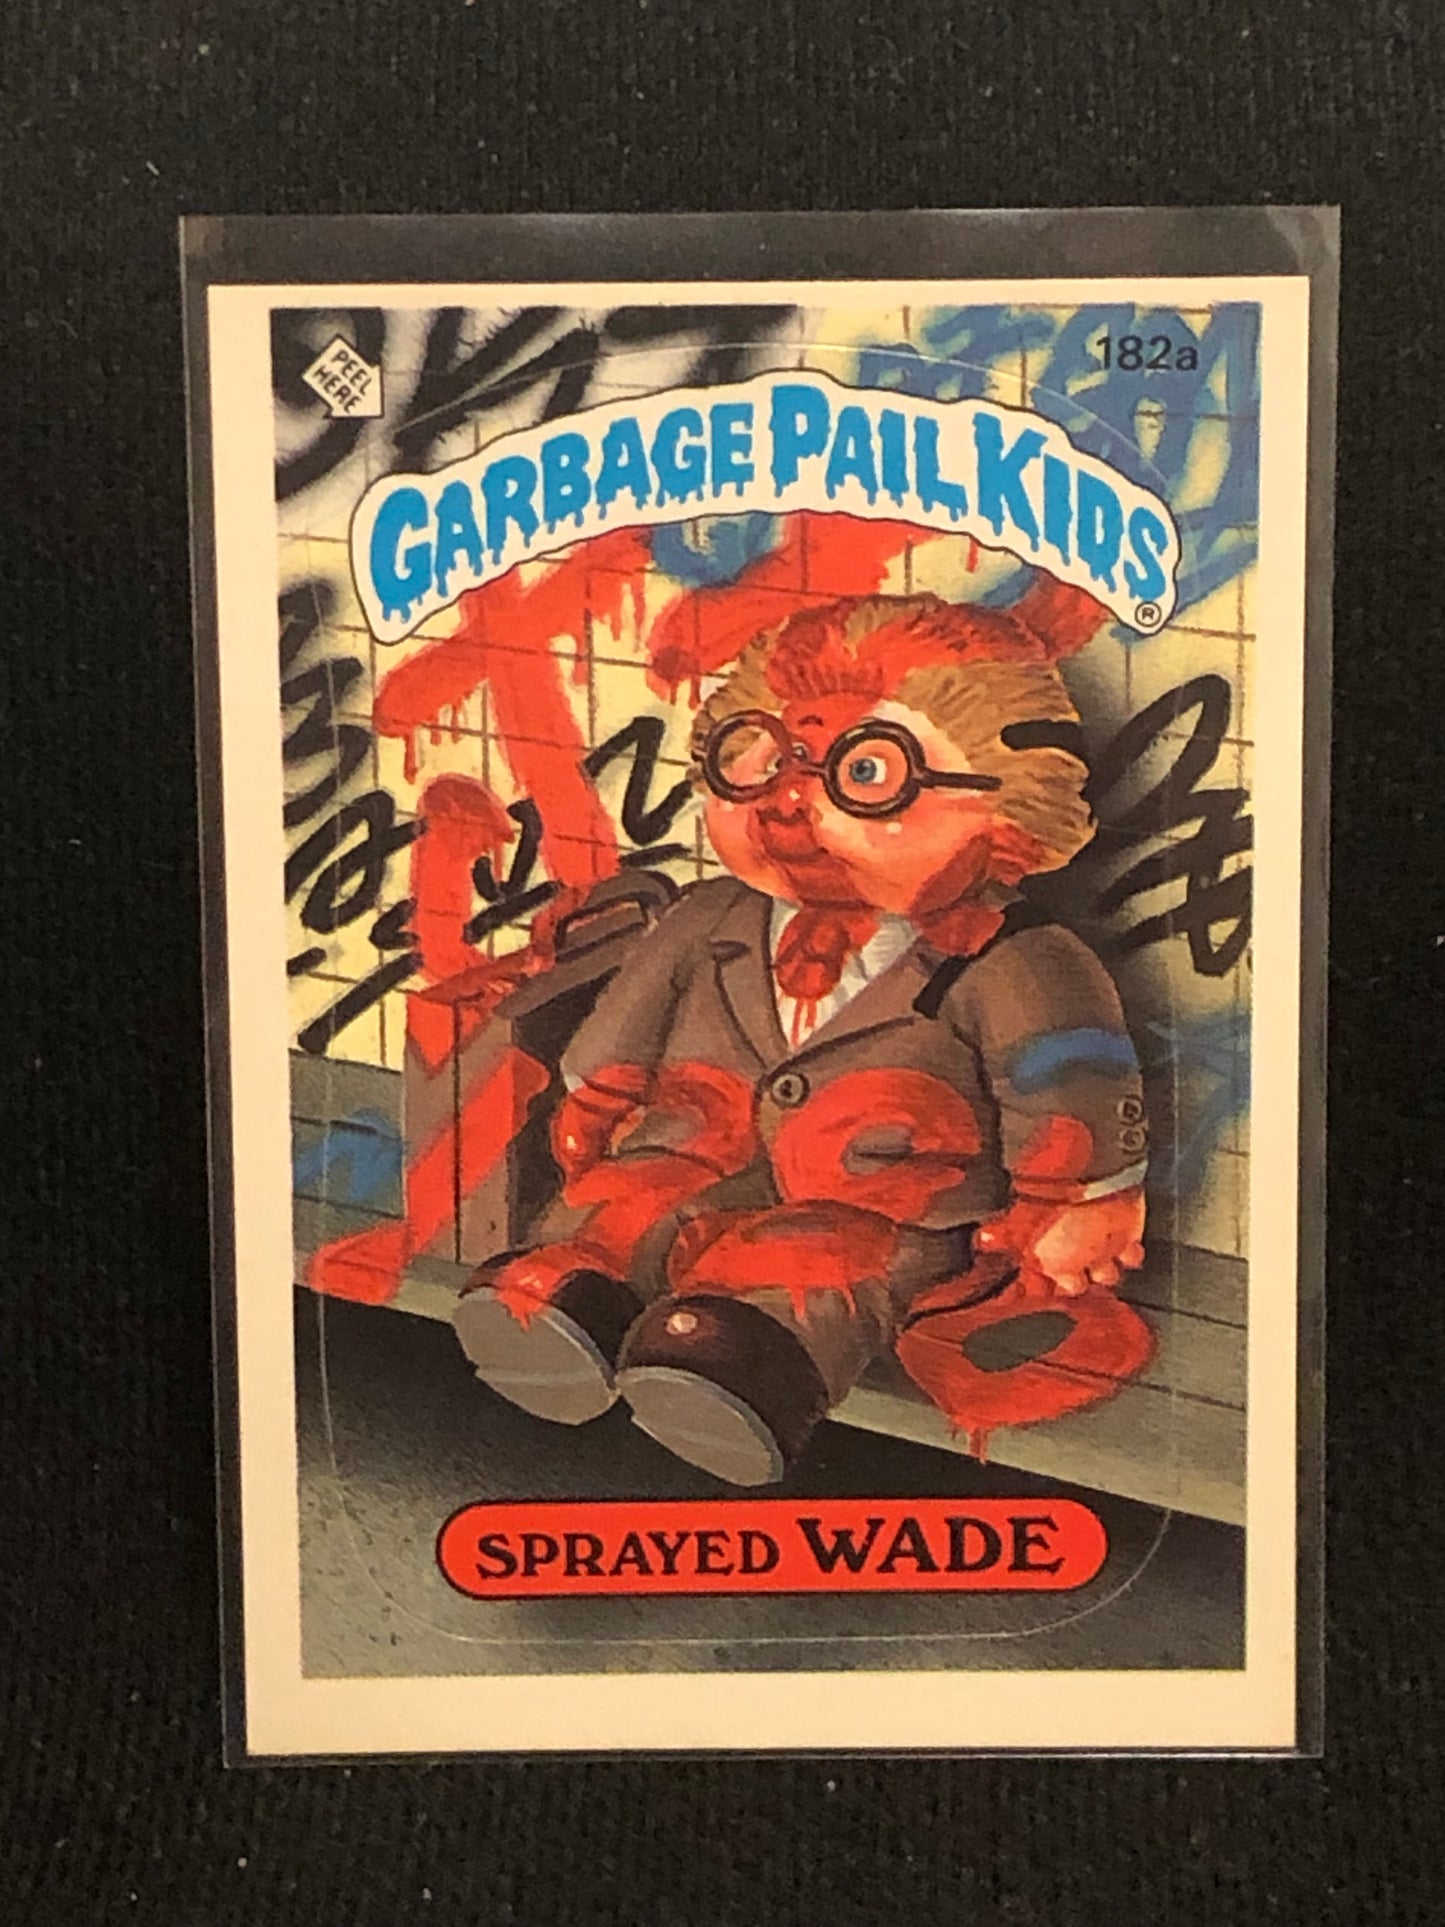 PEEL
HERE
182a
GARBAGE PAIL KIDS
®
SPRAYED WADE